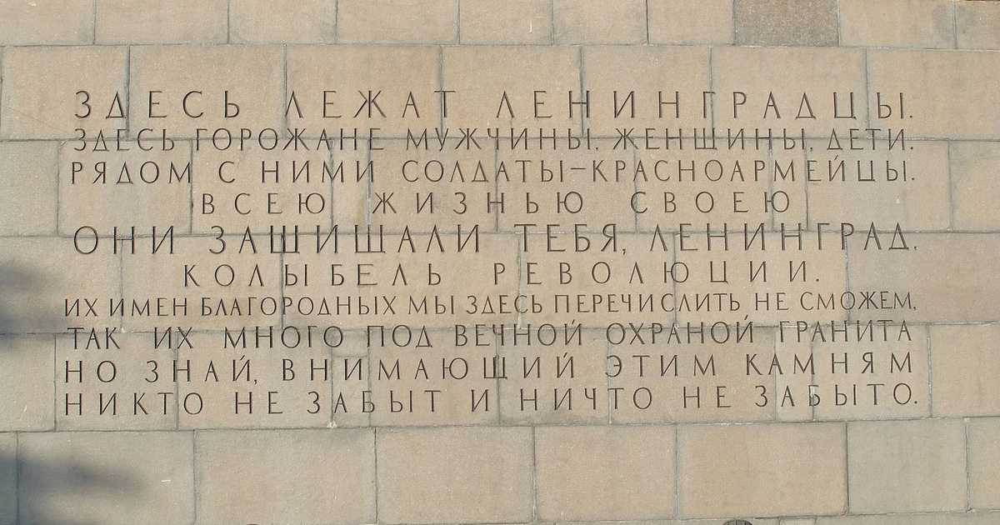 ЗДЕСЬ ЛЕЖАТ ЛЕНИНГРАДЦЫ.
ЗДЕСЬ ГОРОЖАНЕ МУЖЧИНЫ, ЖЕНЩИНЫ, ДЕТИ.
РЯДОМ С НИМИ СОЛДАТЫ-КРАСНОАРМЕЙЦЫ.
ВСЕЮ ЖИЗНЬЮ СВОЕЮ
ОНИ ЗАЩИЩАЛИ ТЕБЯ, ЛЕНИНГРАД,
КОЛЫБЕЛЬ РЕВОЛЮЦИИ.
ИХ ИМЕН БЛАГОРОДНЫХ МЫ ЗДЕСЬ ПЕРЕЧИСЛИТЬ НЕ СМОЖЕМ,
ТАК ИХ МНОГО ПОД ВЕЧНОЙ ОХРАНОЙ ГРАНИТА
НО ЗНАЙ, ВНИМАЮЩИЙ ЭТИМ КАМНЯМ
НИКТО НЕ ЗАБЫТ И НИЧТО НЕ ЗАБЫТО.